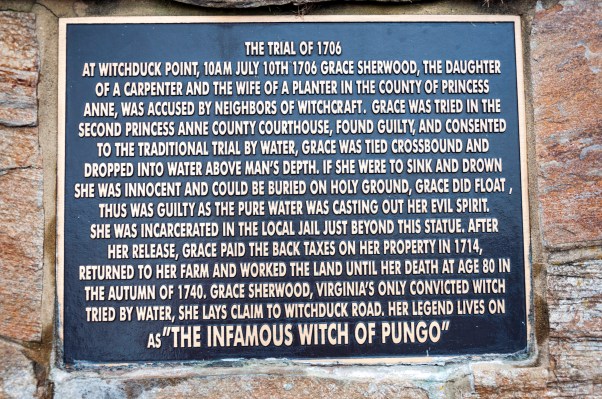 THE TRIAL OF 1706
AT WITCHDUCK POINT, 10AM JULY 10TH 1706 GRACE SHERWOOD, THE DAUGHTER
OF A CARPENTER AND THE WIFE OF A PLANTER IN THE COUNTY OF PRINCESS
ANNE, WAS ACCUSED BY NEIGHBORS OF WITCHCRAFT. GRACE WAS TRIED IN THE
SECOND PRINCESS ANNE COUNTY COURTHOUSE, FOUND GUILTY, AND CONSENTED
TO THE TRADITIONAL TRIAL BY WATER, GRACE WAS TIED CROSSBOUND AND
DROPPED INTO WATER ABOVE MAN'S DEPTH. IF SHE WERE TO SINK AND DROWN
SHE WAS INNOCENT AND COULD BE BURIED ON HOLY GROUND, GRACE DID FLOAT ,
THUS WAS GUILTY AS THE PURE WATER WAS CASTING OUT HER EVIL SPIRIT.
SHE WAS INCARCERATED IN THE LOCAL JAIL JUST BEYOND THIS STATUE. AFTER
HER RELEASE, GRACE PAID THE BACK TAXES ON HER PROPERTY IN 1714,
RETURNED TO HER FARM AND WORKED THE LAND UNTIL HER DEATH AT AGE 80 IN
THE AUTUMN OF 1740. GRACE SHERWOOD, VIRGINIA'S ONLY CONVICTED WITCH
TRIED BY WATER, SHE LAYS CLAIM TO WITCHDUCK ROAD. HER LEGEND LIVES ON
AS "THE INFAMOUS WITCH OF PUNGO"